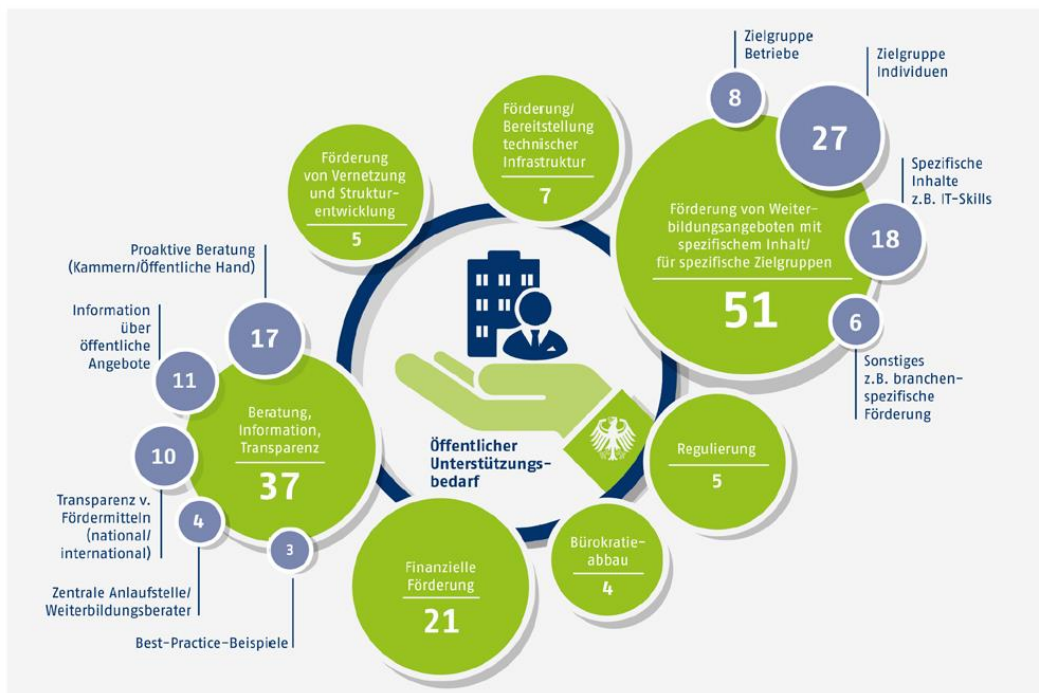 Zielgruppe
Betriebe
8
Zielgruppe
Individuen
27
Spezifische
Inhalte
z.B. IT-Skills
18
6
Sonstiges
z.B. branchen-
spezifische
Förderung
Förderung von Weiter-
bildungsangeboten mit
spezifischem Inhalt/
für spezifische Zielgruppen
51
Förderung/
Bereitstellung
technischer
Infrastruktur
7
Förderung
von Vernetzung
und Struktur-
entwicklung
5
Proaktive Beratung
(Kammern/Öffentliche Hand)
17
Information
über
öffentliche
Angebote
11
10
Transparenz v.
Fördermitteln
(national/
international)
4
Zentrale Anlaufstelle/
Weiterbildungsberater
3
Best-Practice-Beispiele
Beratung,
Information,
Transparenz
37
Öffentlicher
Unterstützungs-
bedarf
Regulierung
5
Bürokratie-
abbau
4
Finanzielle
Förderung
21